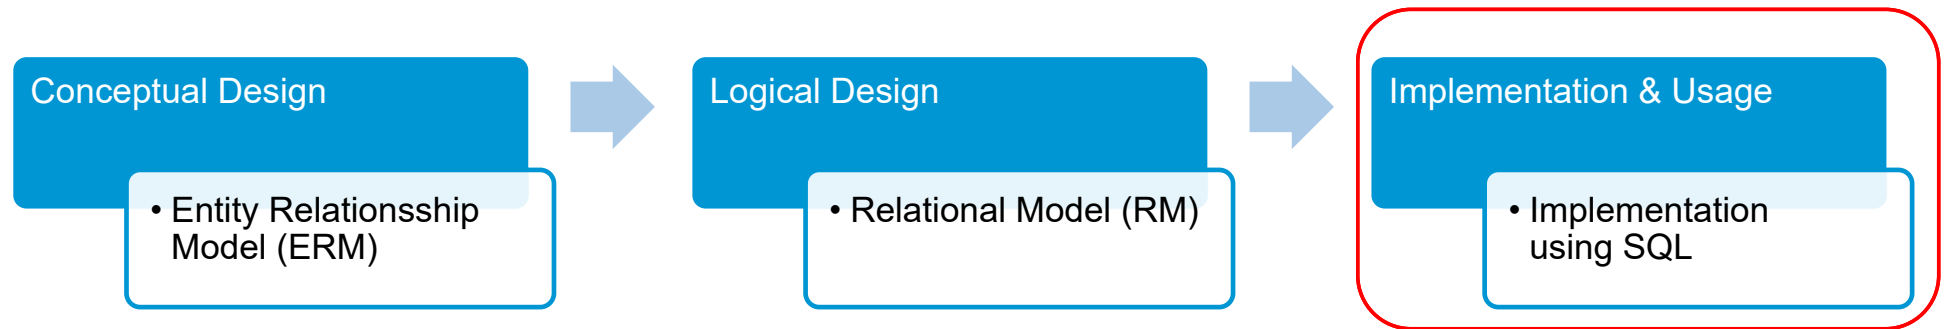 Conceptual Design
• Entity Relationsship
Model (ERM)
Logical Design
• Relational Model (RM)
Implementation & Usage
• Implementation
using SQL